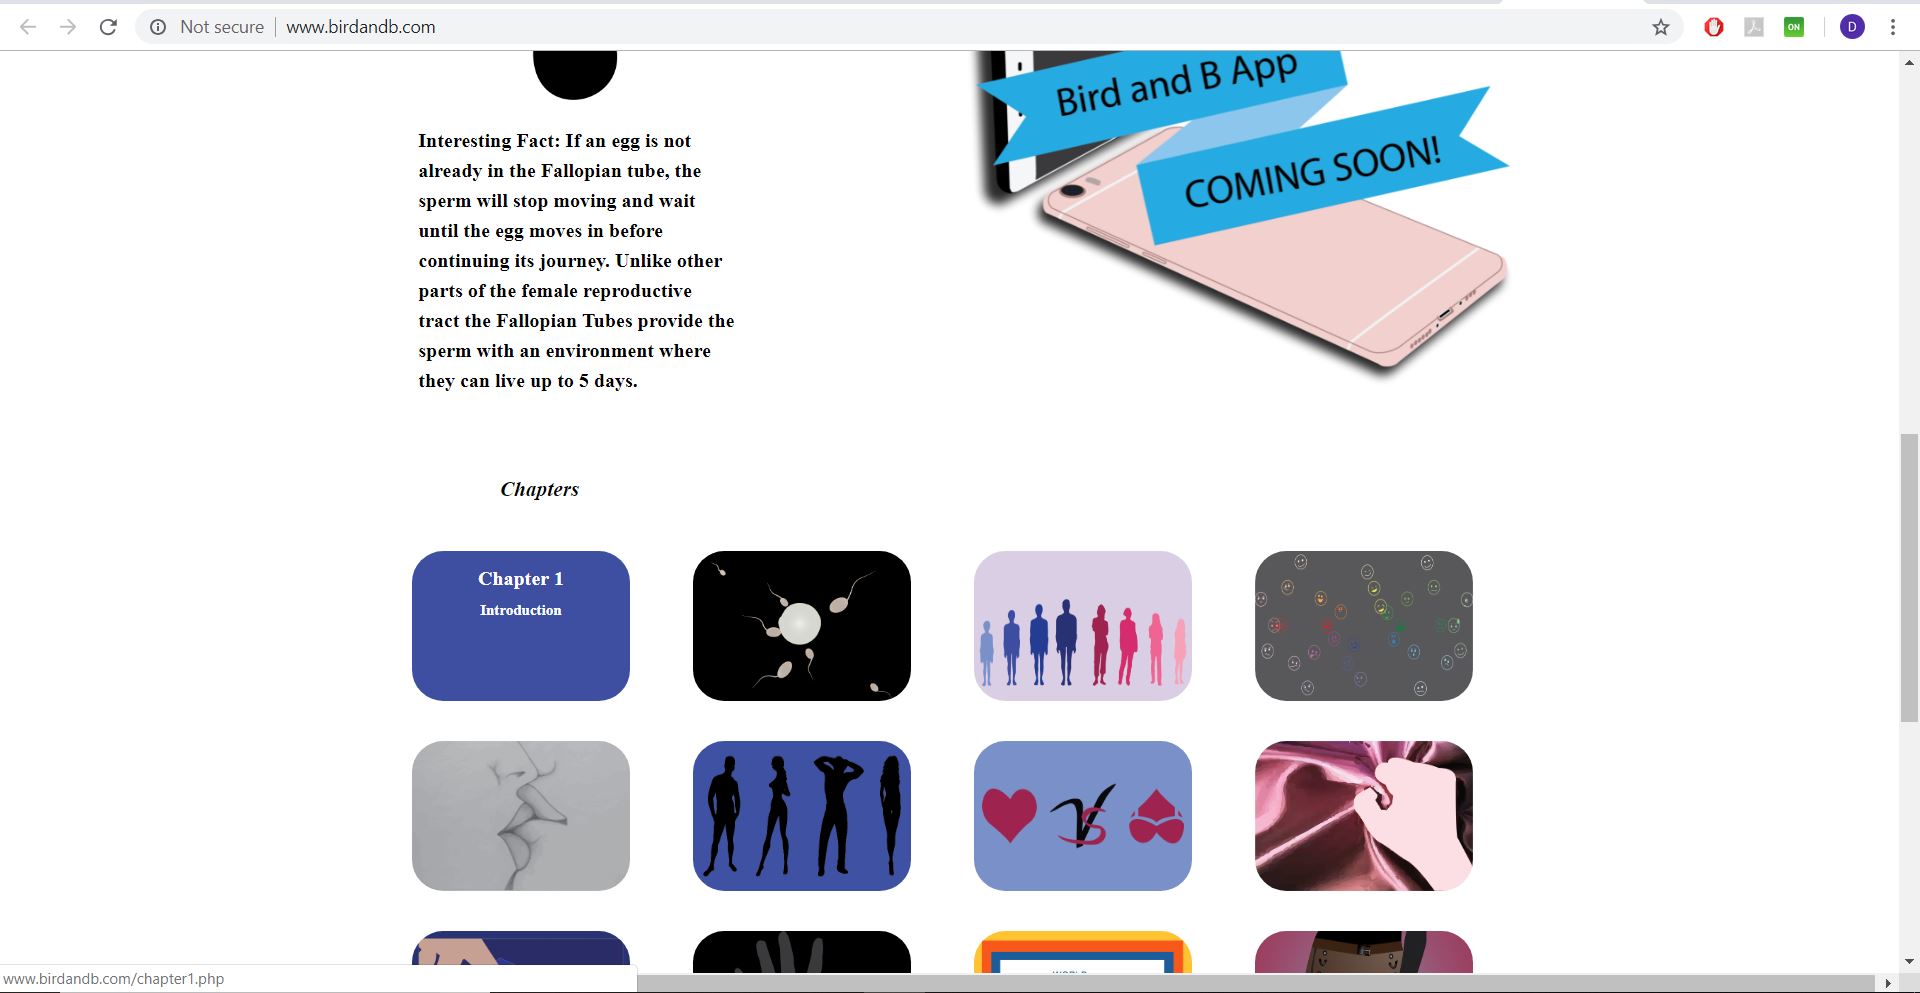 Not secure
www.birdandb.com
ON
D
Bird and B App
COMING SOON!
Interesting Fact: If an egg is not
already in the Fallopian tube, the
sperm will stop moving and wait
until the egg moves in before
continuing its journey. Unlike other
parts of the female reproductive
tract the Fallopian Tubes provide the
sperm with an environment where
they can live up to 5 days.
Chapters
Chapter 1
Introduction
VS
WORLD
www.birdandb.com/chapter1.php